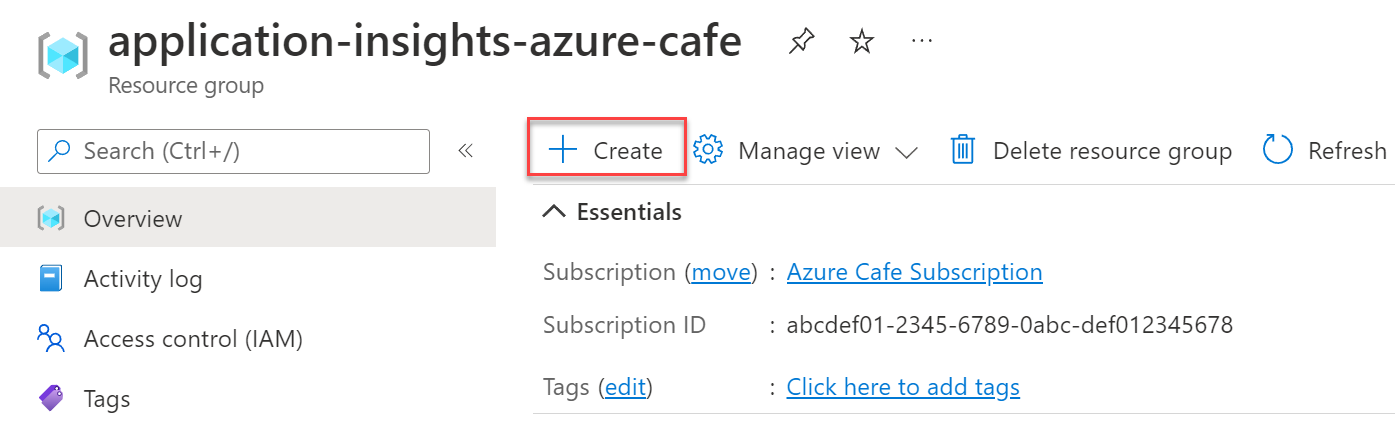 application-insights-azure-cafe
Resource group
Search (Ctrl+/)
Overview
Activity log
Access control (IAM)
Tags
Create
Manage view
Delete resource group
Refresh
Essentials
Subscription (move) : Azure Cafe Subscription
Subscription ID : abcdef01-2345-6789-0abc-def012345678
Tags (edit) : Click here to add tags